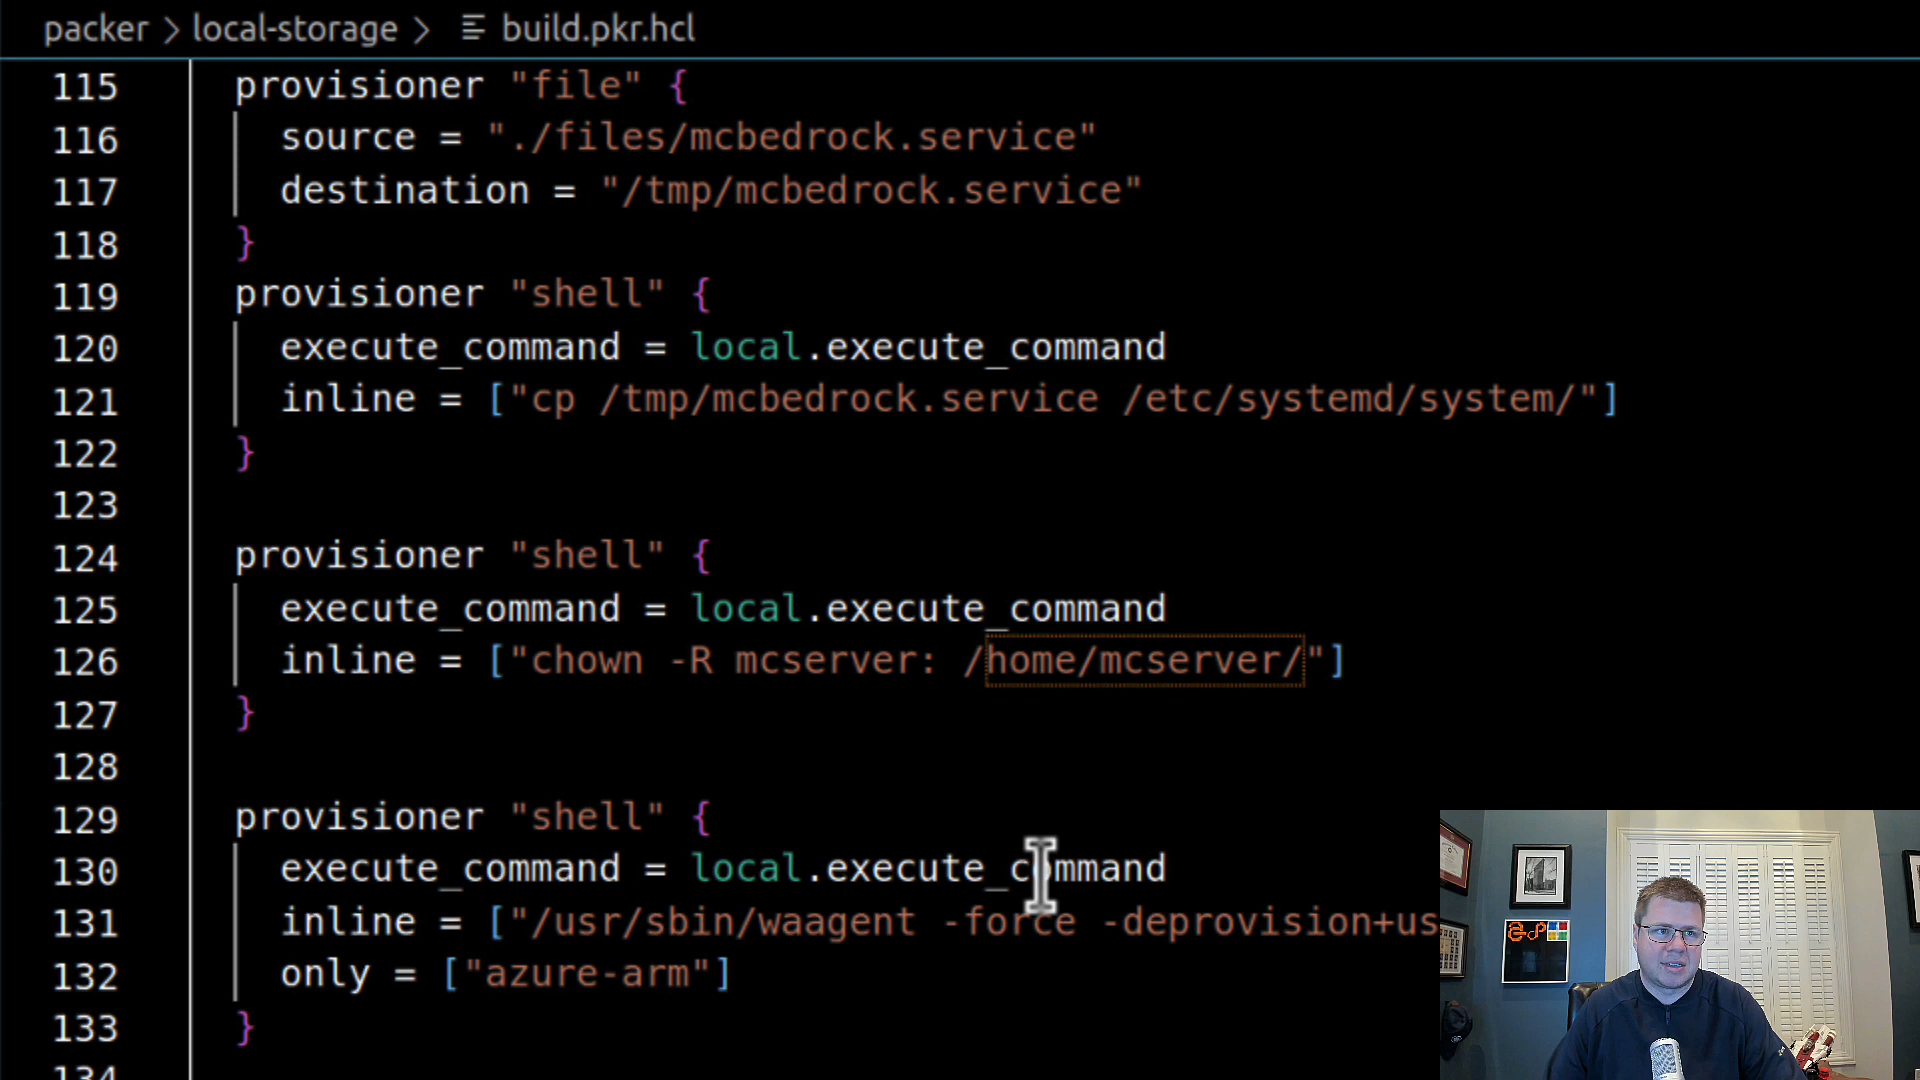 packer > local-storage > build.pkr.hcl
115 provisioner "file" {
116 source = "./files/mcbedrock.service"
117 destination = "/tmp/mcbedrock.service"
118 }
119 provisioner "shell" {
120 execute_command = local.execute_command
121 inline = ["cp /tmp/mcbedrock.service /etc/systemd/system/"]
122 }
123
124 provisioner "shell" {
125 execute_command = local.execute_command
126 inline = ["chown -R mcserver: /home/mcserver/"]
127 }
128
129 provisioner "shell" {
130 execute_command = local.execute_command
131 inline = ["/usr/sbin/waagent -force -deprovision+us
132 only = ["azure-arm"]
133 }
134